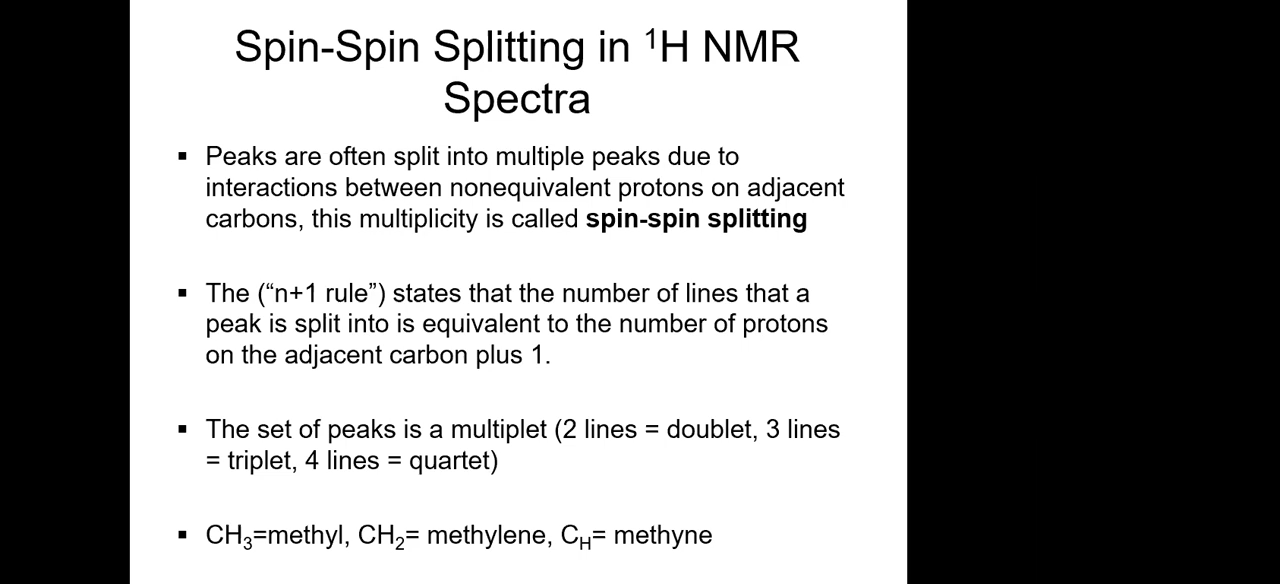 Spin-Spin Splitting in ¹H NMR
Spectra
▪ Peaks are often split into multiple peaks due to
interactions between nonequivalent protons on adjacent
carbons, this multiplicity is called spin-spin splitting
▪ The (“n+1 rule”) states that the number of lines that a
peak is split into is equivalent to the number of protons
on the adjacent carbon plus 1.
▪ The set of peaks is a multiplet (2 lines = doublet, 3 lines
= triplet, 4 lines = quartet)
▪ CH₃=methyl, CH₂= methylene, C_H= methyne